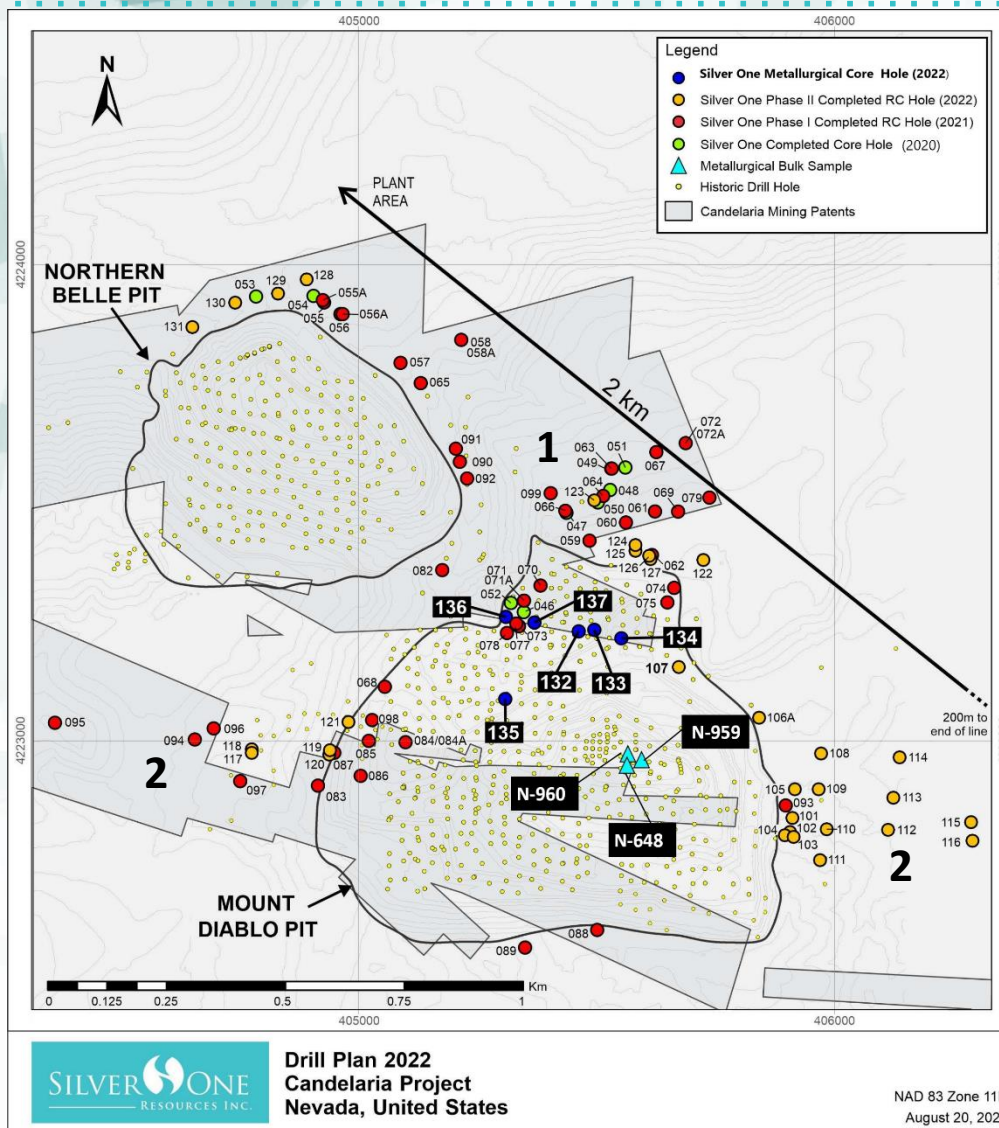 405000
406000
Legend
Silver One Metallurgical Core Hole (2022)
Silver One Phase II Completed RC Hole (2022)
Silver One Phase I Completed RC Hole (2021)
Silver One Completed Core Hole (2020)
Metallurgical Bulk Sample
Historic Drill Hole
Candelaria Mining Patents
N
PLANT
AREA
4224000
4224000
NORTHERN
BELLE PIT
128
129
053
130
131
054
055
055A
056
056A
057
058
058A
065
2 km
1
091
090
092
072
072A
067
063
051
049
064
048
123
099
066
047
050
061
069
079
060
059
124
125
126
127
062
122
082
070
071
071A
052
046
074
075
136
137
134
078
077
073
132
133
107
135
068
098
121
095
096
094
118
117
119
120
087
085
084/084A
086
083
097
2
N-959
N-960
N-648
106A
108
114
105
109
113
093
101
102
104
103
110
112
115
116
111
2
200m to
end of line
4223000
4223000
MOUNT
DIABLO PIT
088
089
0 0.125 0.25 0.5 0.75 1 Km
405000
406000
SILVER ONE
RESOURCES INC.
Drill Plan 2022
Candelaria Project
Nevada, United States
NAD 83 Zone 11
August 20, 202